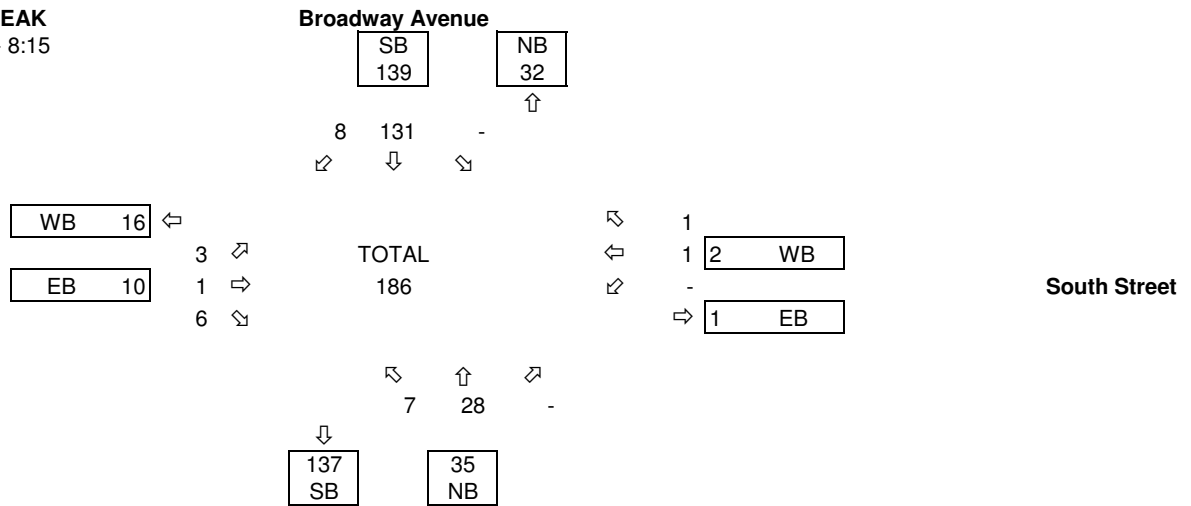 EAK Broadway Avenue
8:15 SB NB
139 32
⇧
8 131 -
⬃ ⇩ ⬂
WB 16 ⇦ ⬁ 1
3 ⬀ TOTAL ⇦ 1 2 WB
EB 10 1 ⇨ 186 ⬃ - South Street
6 ⬂ ⇨ 1 EB
⬁ ⇧ ⬀
7 28 -
⇩
137 35
SB NB